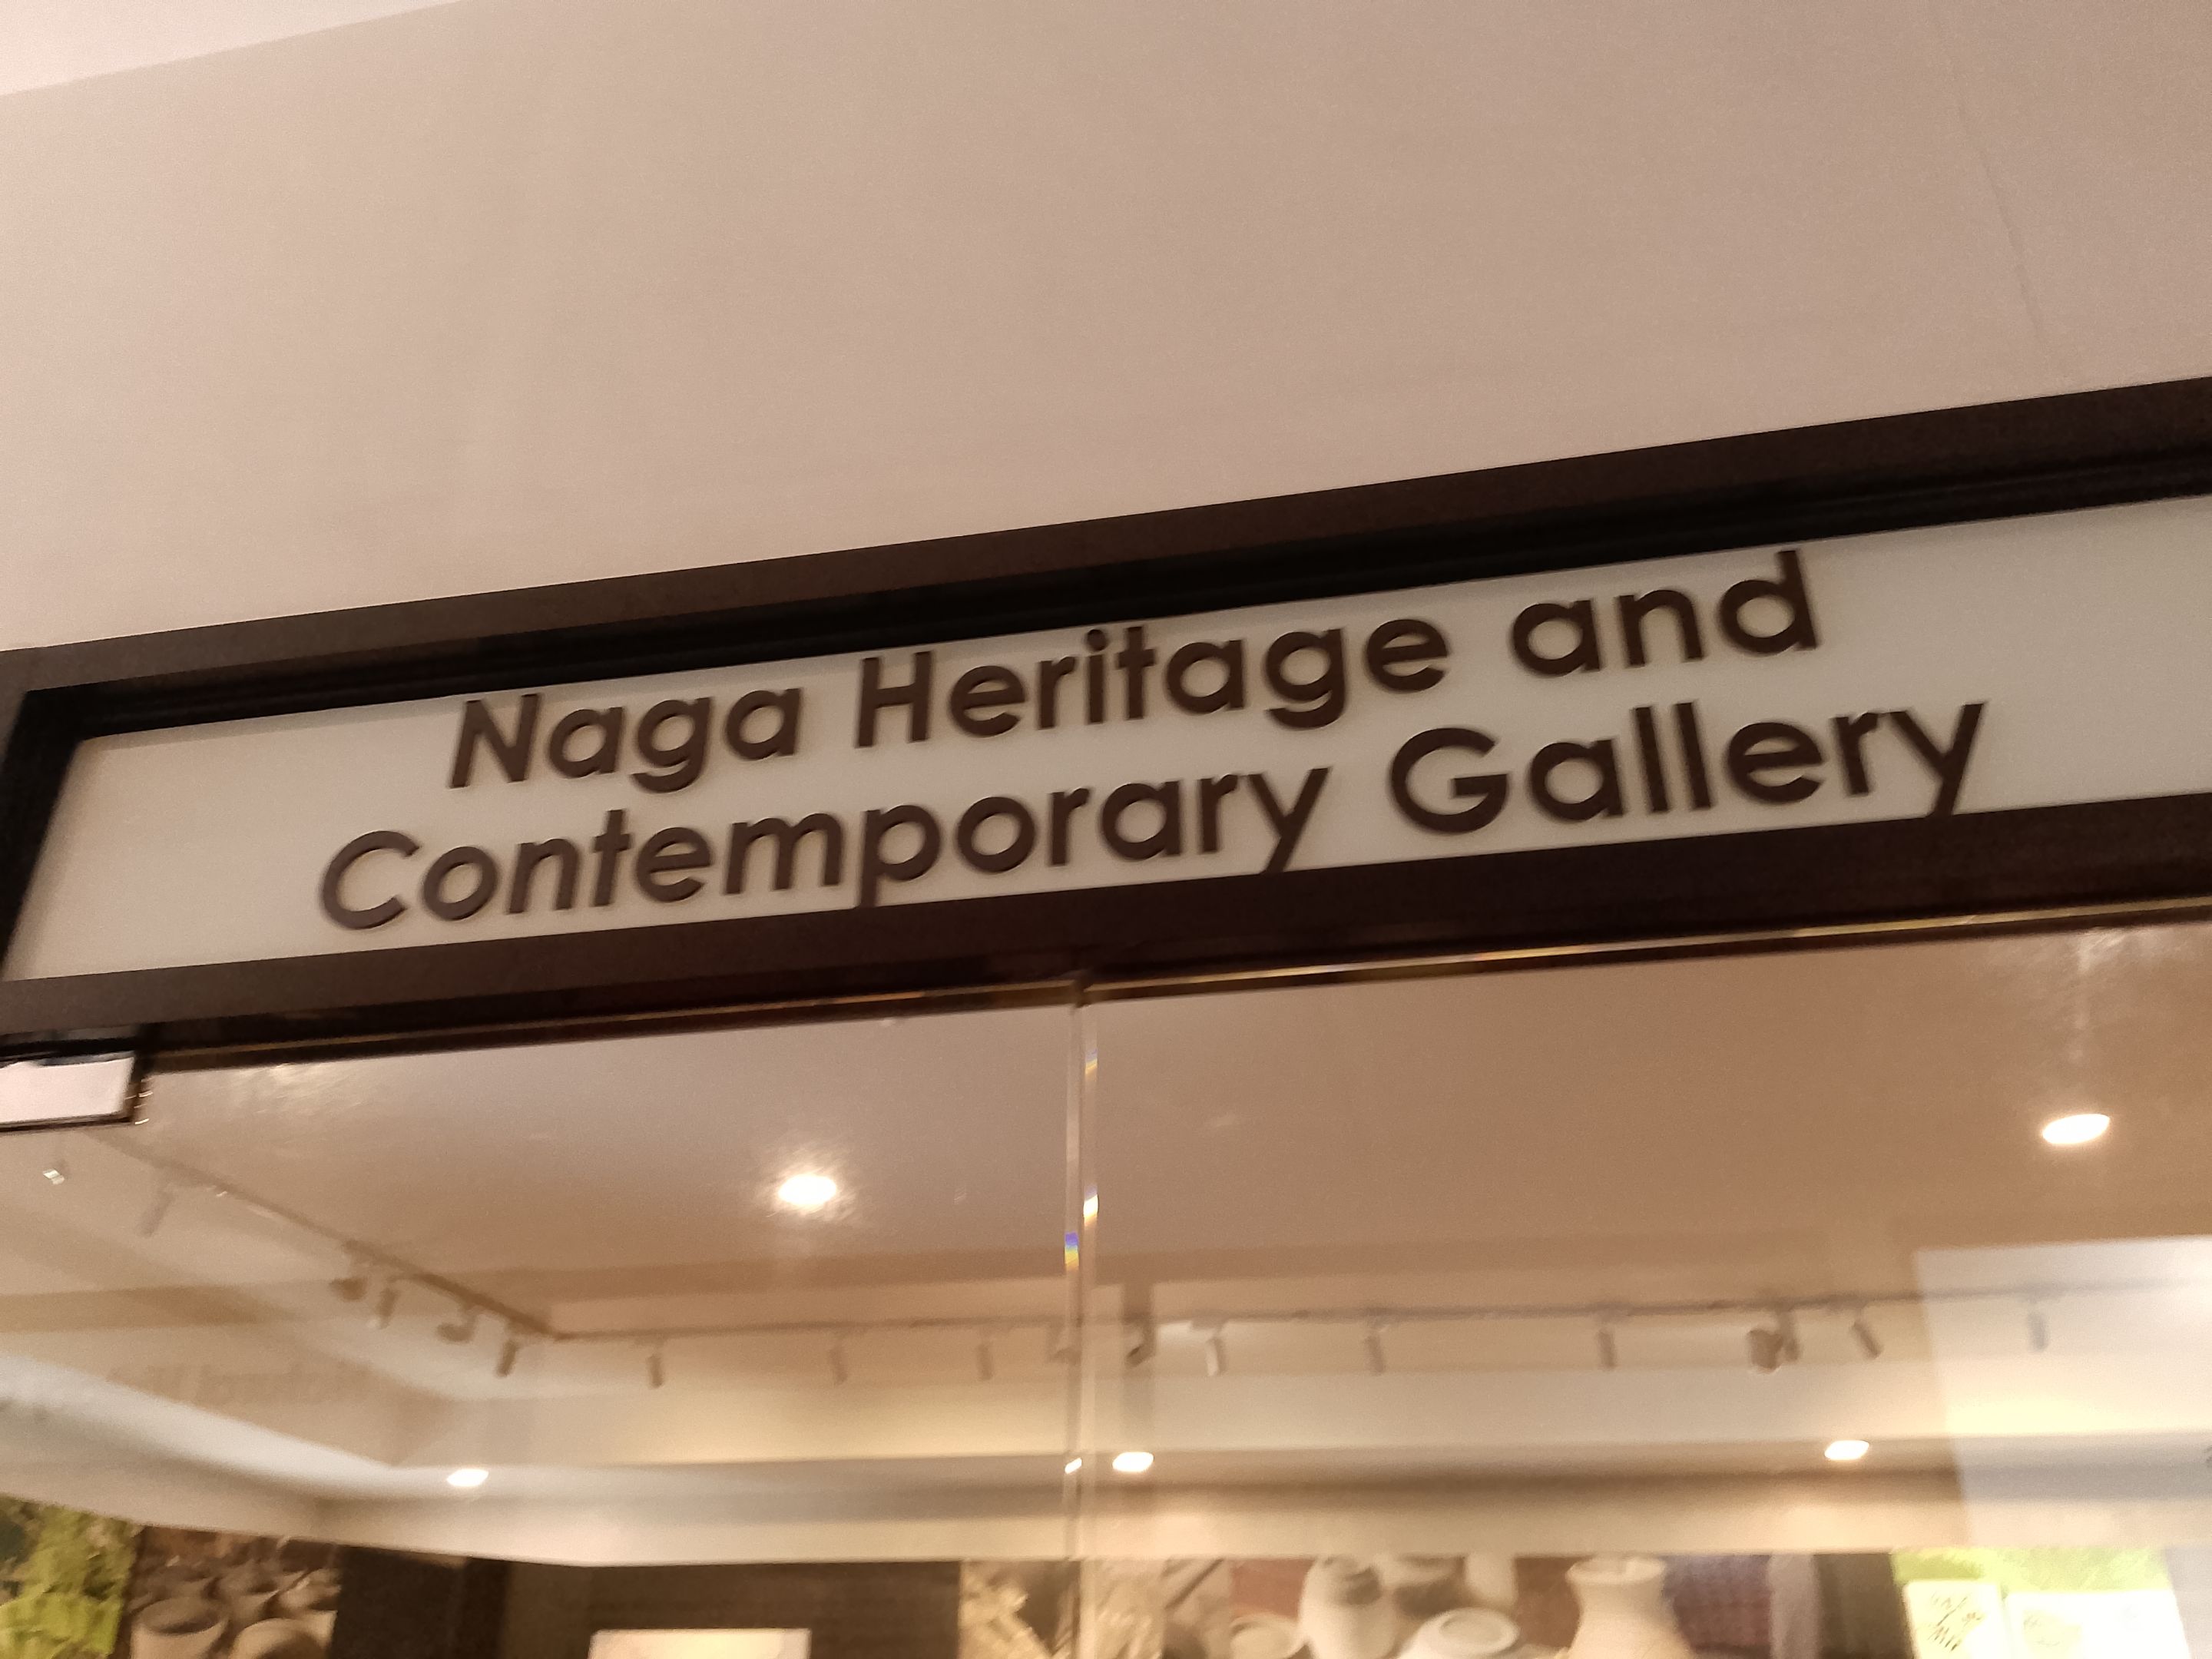 Naga Heritage and
Contemporary Gallery